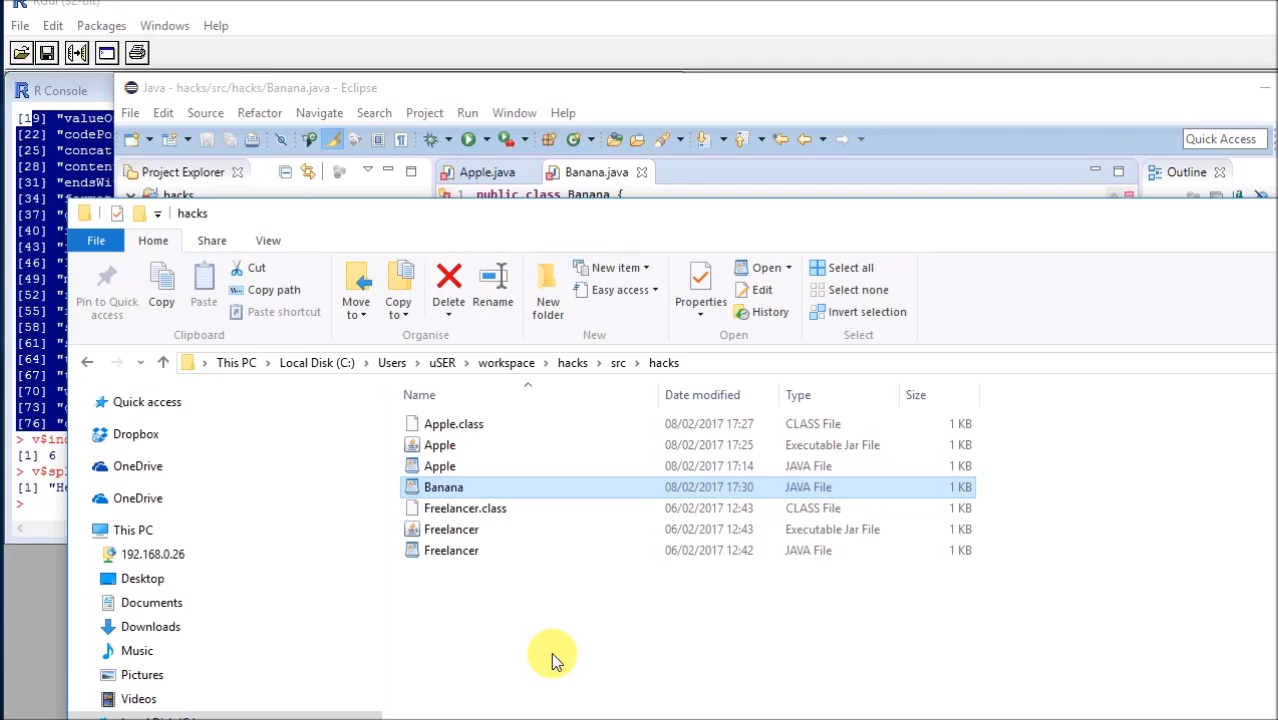 RGui (32-bit)
File Edit Packages Windows Help
R Console
Java - hacks/src/hacks/Banana.java - Eclipse
File Edit Source Refactor Navigate Search Project Run Window Help
Quick Access
Project Explorer Apple.java Banana.java Outline
hacks
1 public class Banana {
[19] "valueO
[22] "codePo
[25] "concat
[28] "conten
[31] "endsWi
[34]
[37]
[40]
[43]
[46]
[49]
[52]
[55]
[58]
[61]
[64]
[67]
[70]
[73]
[76]
> v$ind
[1] 6
> v$spl
[1] "He
>
hacks
File Home Share View
Pin to Quick access
Copy
Paste
Cut
Copy path
Paste shortcut
Clipboard
Move to
Copy to
Delete
Rename
Organise
New folder
New item
Easy access
New
Properties
Open
Edit
History
Open
Select all
Select none
Invert selection
Select
This PC > Local Disk (C:) > Users > uSER > workspace > hacks > src > hacks
Name Date modified Type Size
Apple.class 08/02/2017 17:27 CLASS File 1 KB
Apple 08/02/2017 17:25 Executable Jar File 1 KB
Apple 08/02/2017 17:14 JAVA File 1 KB
Banana 08/02/2017 17:30 JAVA File 1 KB
Freelancer.class 06/02/2017 12:43 CLASS File 1 KB
Freelancer 06/02/2017 12:43 Executable Jar File 1 KB
Freelancer 06/02/2017 12:42 JAVA File 1 KB
Quick access
Dropbox
OneDrive
OneDrive
This PC
192.168.0.26
Desktop
Documents
Downloads
Music
Pictures
Videos